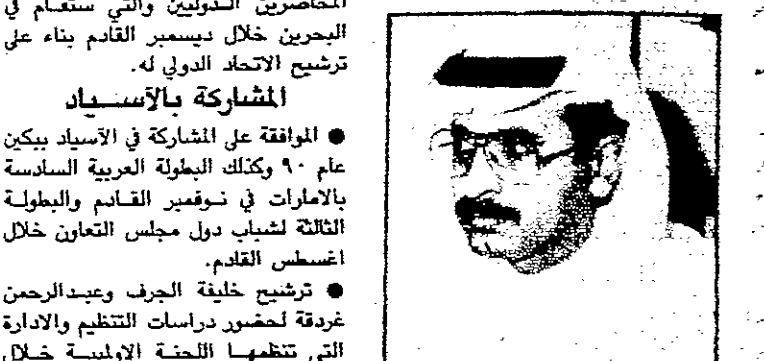 المحاضرين الدوليين والتي ستقام في
البحرين خلال ديسمبر القادم بناء على
ترشيح الاتحاد الدولي له.
المشاركة بالآسياد
● الموافقة على المشاركة في الآسياد ببكين
عام ٩٠ وكذلك البطولة العربية السادسة
بالامارات في نوفمبر القادم والبطولة
الثالثة لشباب دول مجلس التعاون خلال
اغسطس القادم.
● ترشيح خليفة الجرف وعبدالرحمن
غردقة لحضور دراسات التنظيم والادارة
التي تنظمها اللجنة الاولمبية خلال